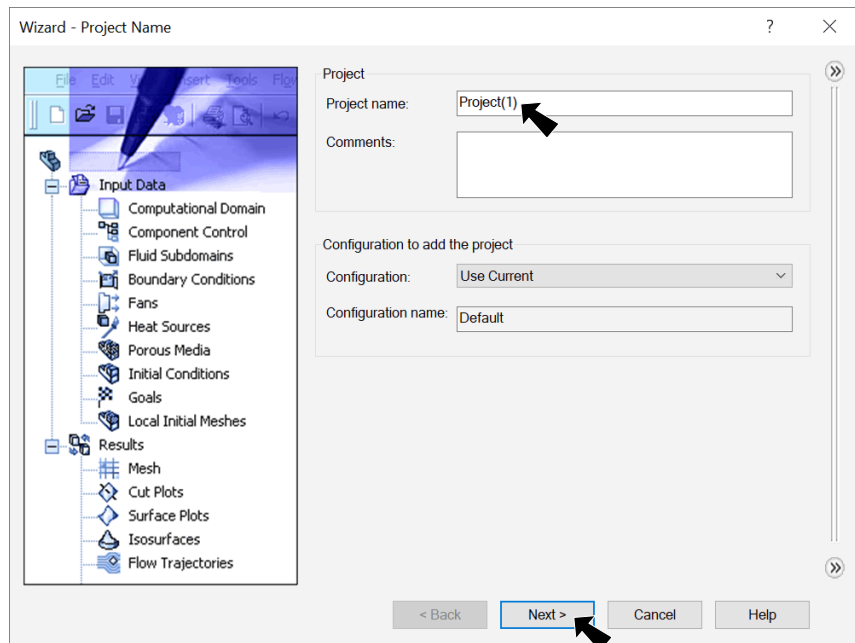 Wizard - Project Name
?
File Edit View Insert Tools Flow
Input Data
Computational Domain
Component Control
Fluid Subdomains
Boundary Conditions
Fans
Heat Sources
Porous Media
Initial Conditions
Goals
Local Initial Meshes
Results
Mesh
Cut Plots
Surface Plots
Isosurfaces
Flow Trajectories
Project
Project name: Project(1)
Comments:
Configuration to add the project
Configuration: Use Current
Configuration name: Default
< Back Next > Cancel Help